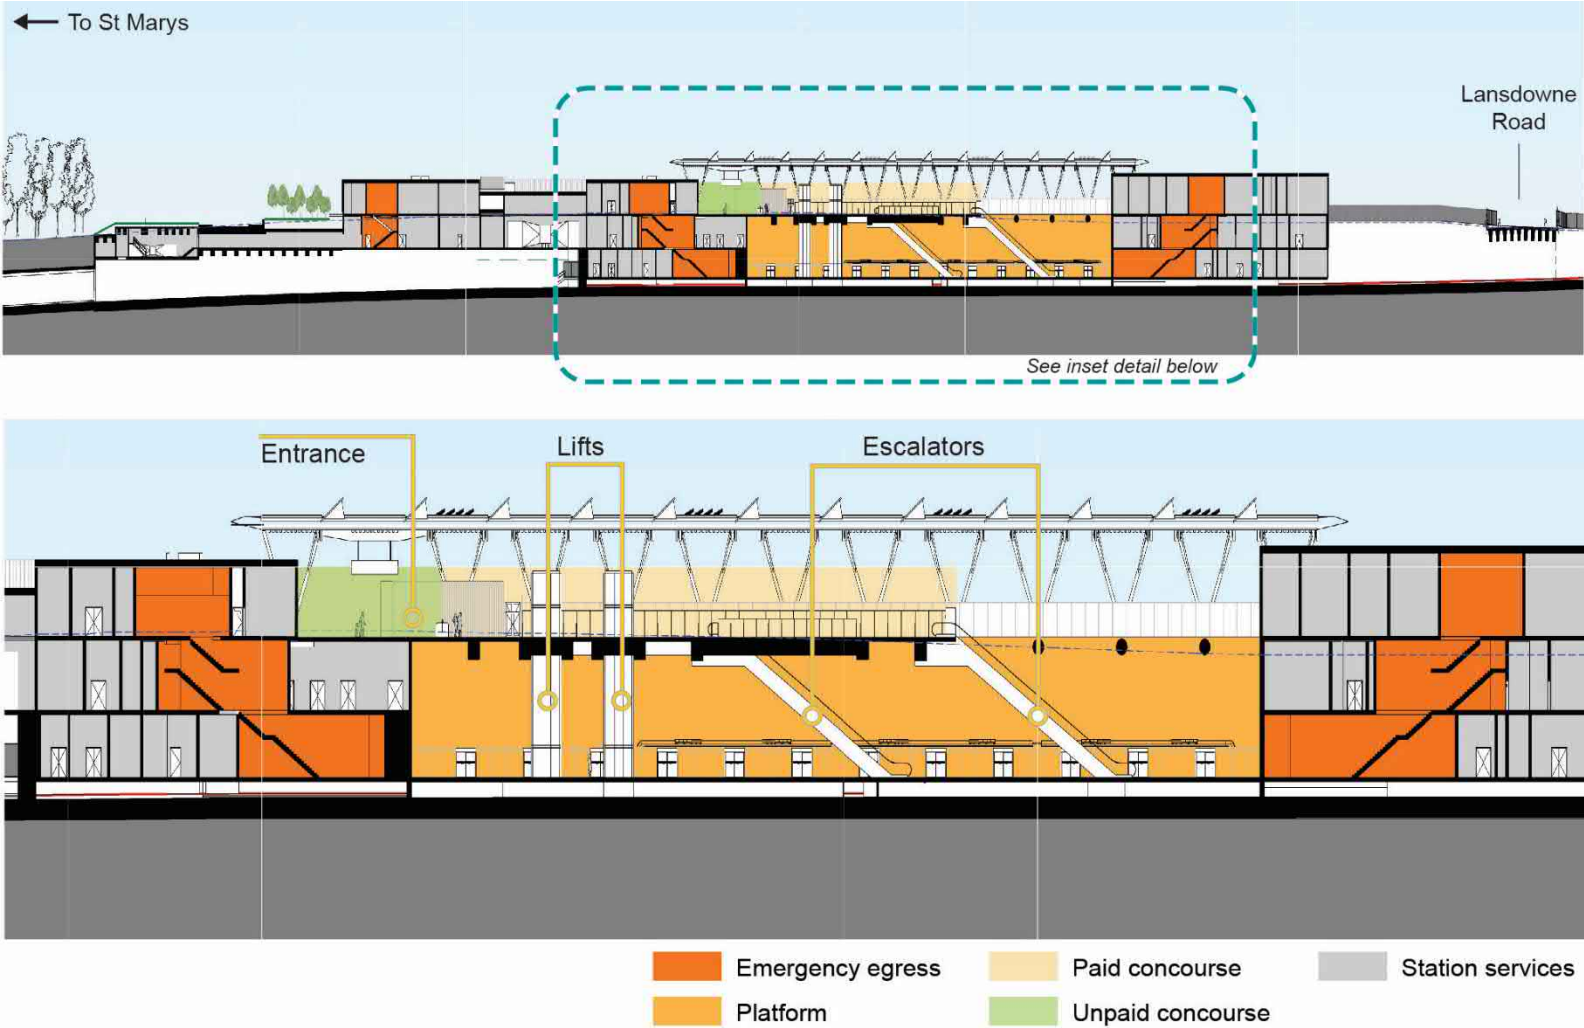 To St Marys
Lansdowne
Road
See inset detail below
Entrance
Lifts
Escalators
Emergency egress
Paid concourse
Station services
Platform
Unpaid concourse